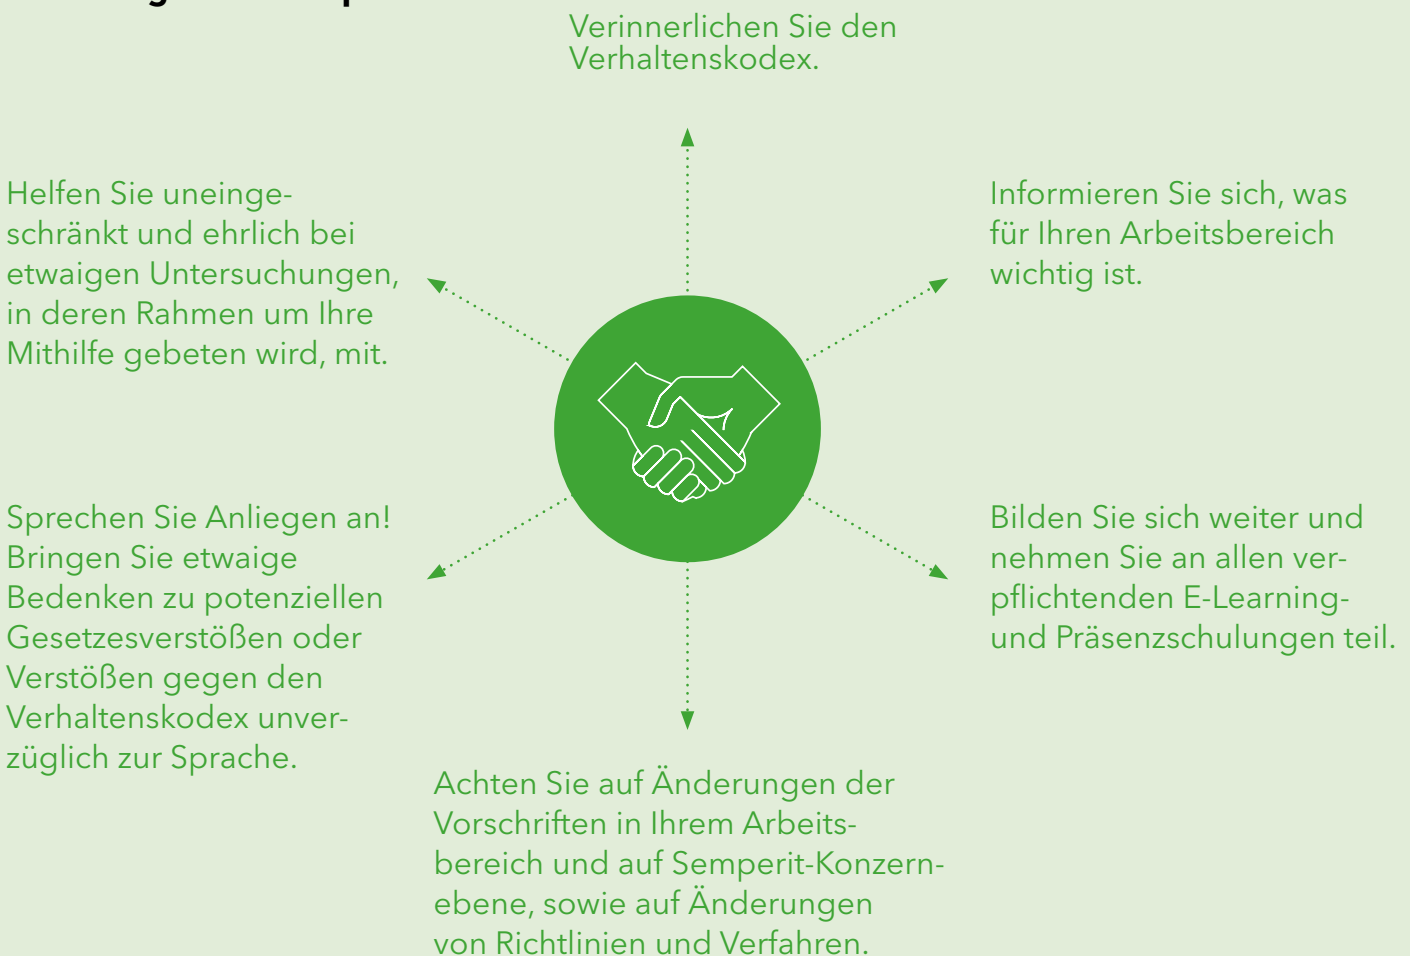 Verinnerlichen Sie den
Verhaltenskodex.
Informieren Sie sich, was
für Ihren Arbeitsbereich
wichtig ist.
Bilden Sie sich weiter und
nehmen Sie an allen ver-
pflichtenden E-Learning-
und Präsenzschulungen teil.
Achten Sie auf Änderungen der
Vorschriften in Ihrem Arbeits-
bereich und auf Semperit-Konzern-
ebene, sowie auf Änderungen
von Richtlinien und Verfahren.
Sprechen Sie Anliegen an!
Bringen Sie etwaige
Bedenken zu potenziellen
Gesetzesverstößen oder
Verstößen gegen den
Verhaltenskodex unver-
züglich zur Sprache.
Helfen Sie uneinge-
schränkt und ehrlich bei
etwaigen Untersuchungen,
in deren Rahmen um Ihre
Mithilfe gebeten wird, mit.